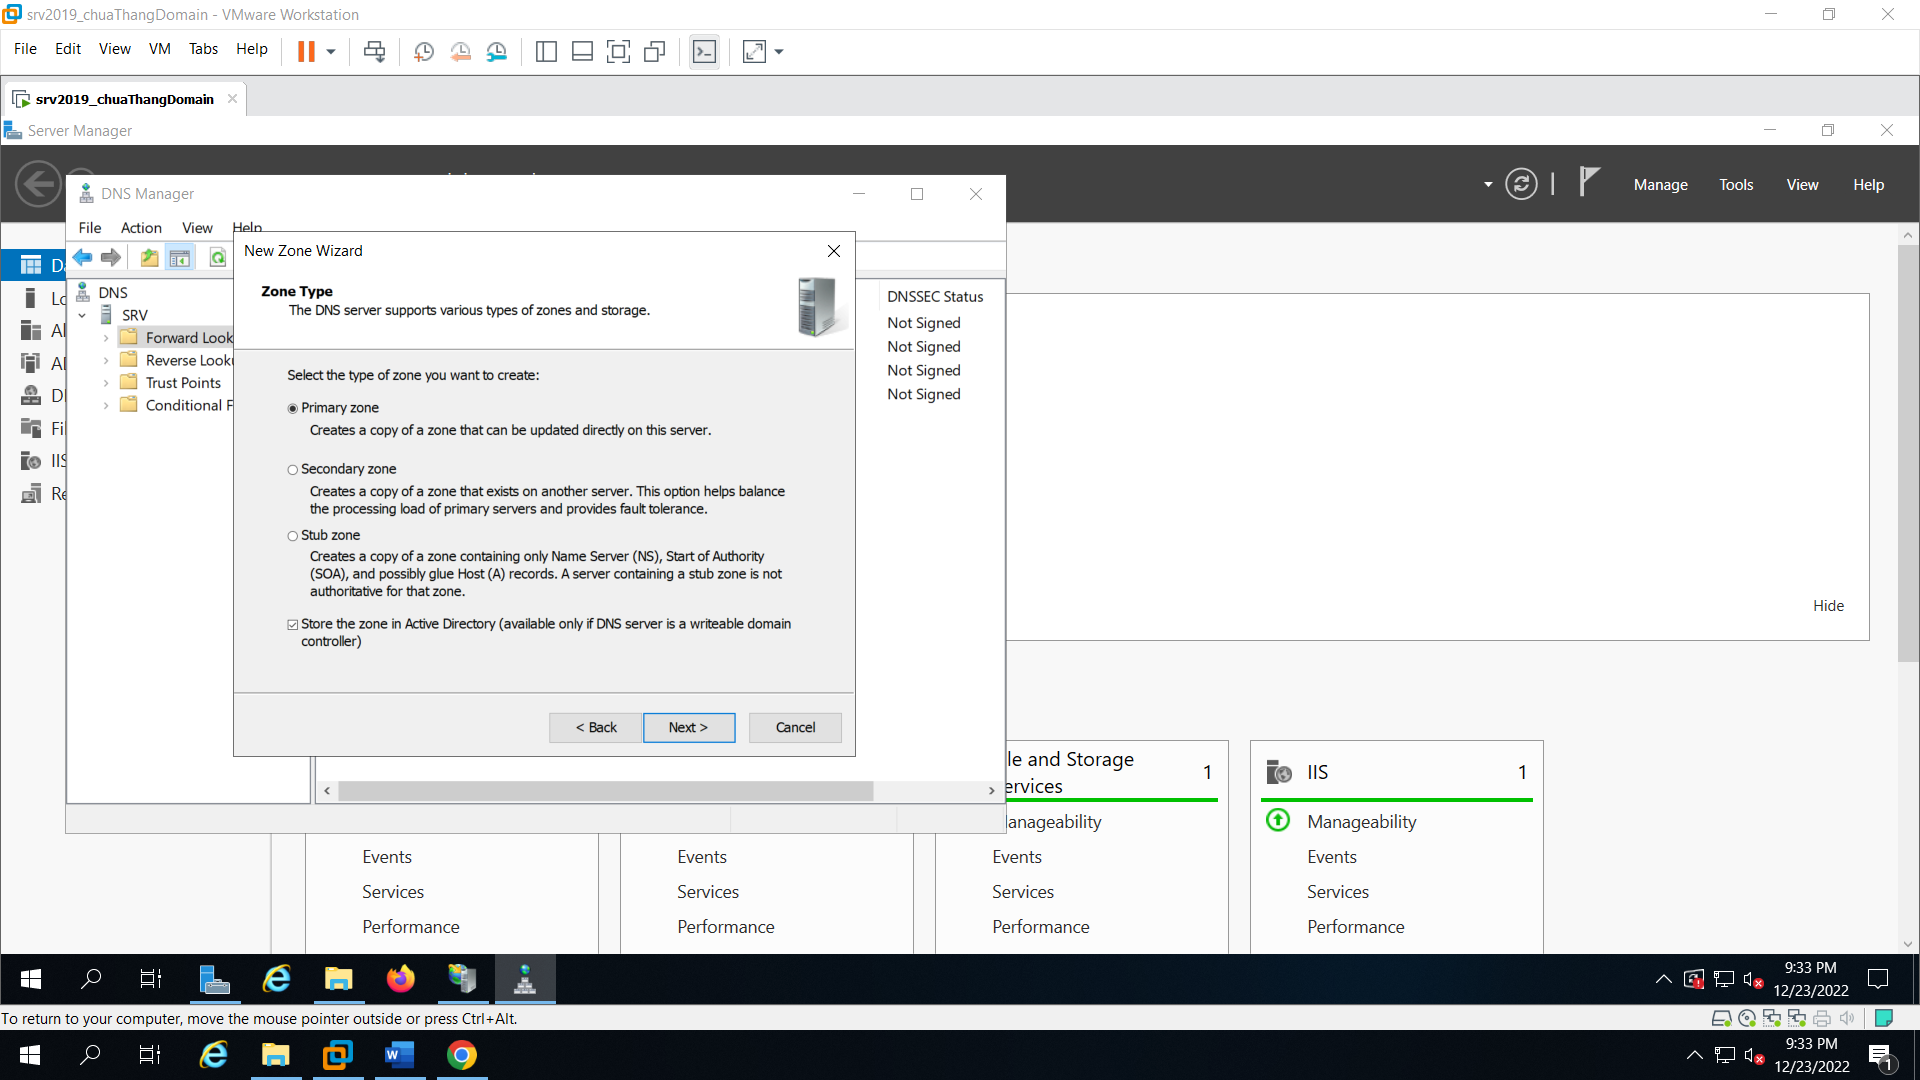 srv2019_chuaThangDomain - VMware Workstation
File Edit View VM Tabs Help
srv2019_chuaThangDomain
Server Manager
Manage Tools View Help
DNS Manager
File Action View Help
New Zone Wizard
Zone Type
The DNS server supports various types of zones and storage.
DNS
SRV
Forward Look
Reverse Look
Trust Points
Conditional F
DNSSEC Status
Not Signed
Not Signed
Not Signed
Not Signed
Select the type of zone you want to create:
Primary zone
Creates a copy of a zone that can be updated directly on this server.
Secondary zone
Creates a copy of a zone that exists on another server. This option helps balance
the processing load of primary servers and provides fault tolerance.
Stub zone
Creates a copy of a zone containing only Name Server (NS), Start of Authority
(SOA), and possibly glue Host (A) records. A server containing a stub zone is not
authoritative for that zone.
Store the zone in Active Directory (available only if DNS server is a writeable domain
controller)
< Back Next > Cancel
Hide
le and Storage
ervices
1
IIS 1
anageability
Manageability
Events Events Events Events
Services Services Services Services
Performance Performance Performance Performance
9:33 PM
12/23/2022
To return to your computer, move the mouse pointer outside or press Ctrl+Alt.
9:33 PM
12/23/2022
1